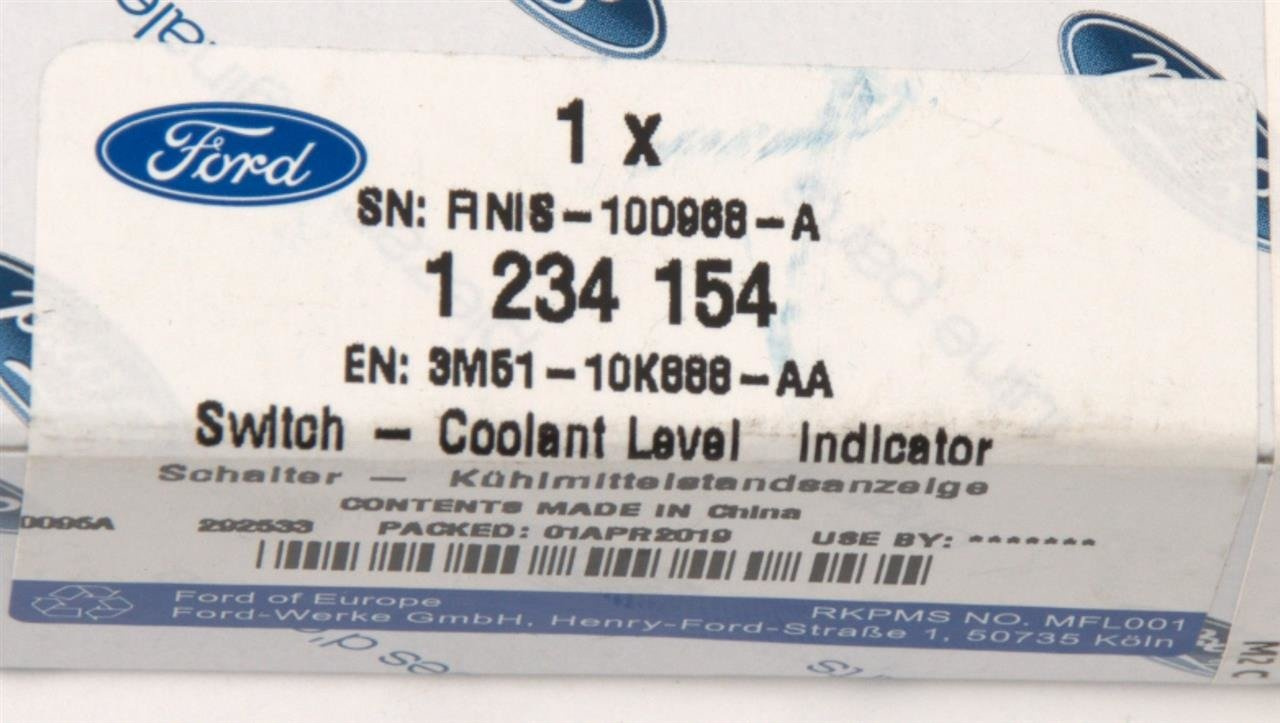 Ford
1 x
SN: FINIS-10D968-A
1 234 154
EN: 3M51-10K888-AA
Switch - Coolant Level Indicator
Schalter - Kühlmittelstandsanzeige
CONTENTS MADE IN China
292533 PACKED: 01APR2019 USE BY: *******
Ford of Europe
RKPMS NO. MFL001
Ford-Werke GmbH, Henry-Ford-Straße 1, 50735 Köln
M2 C